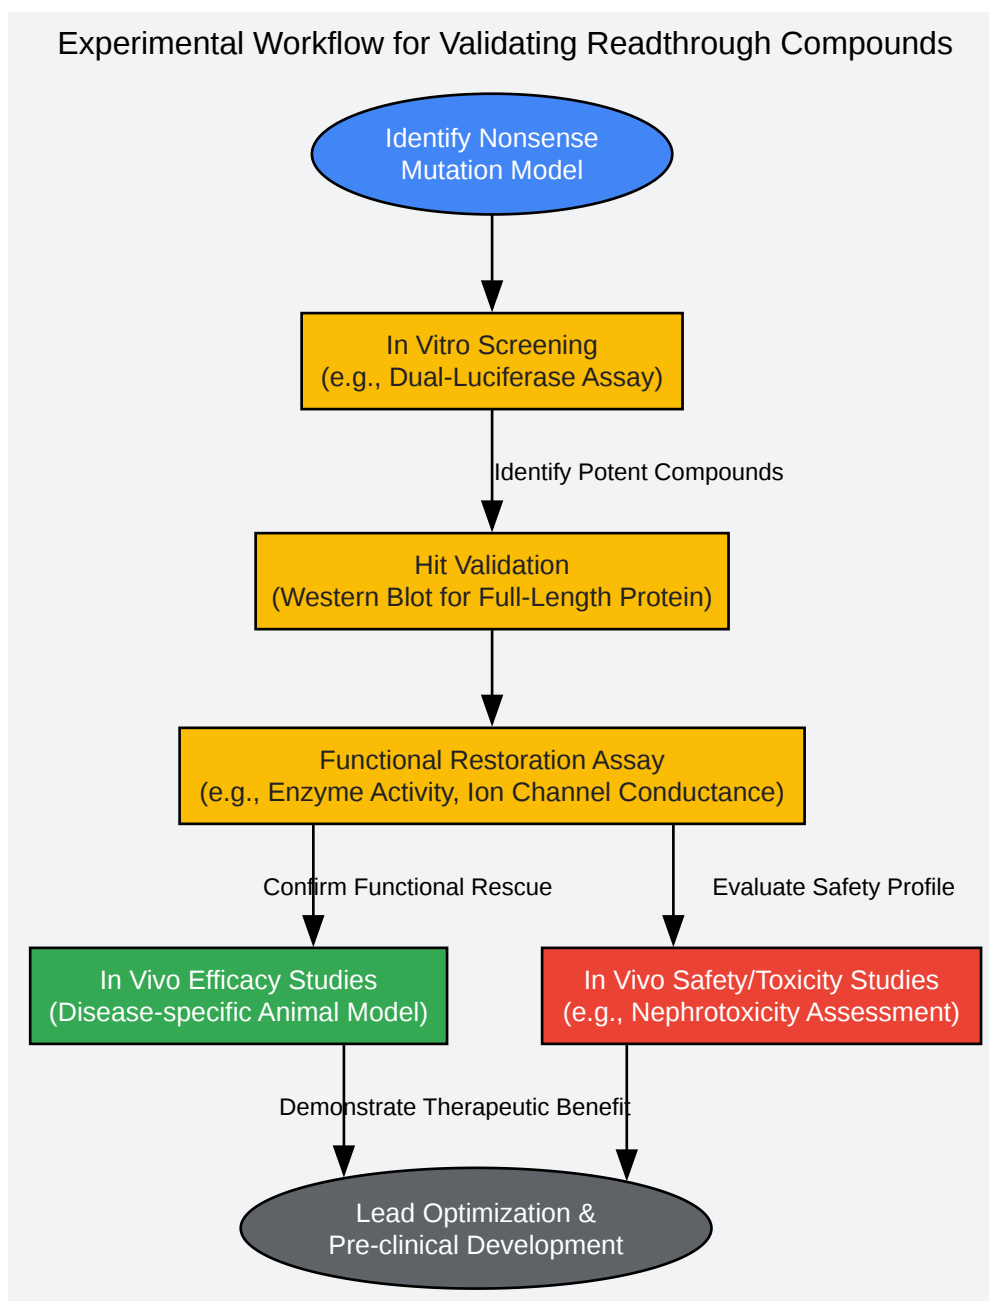 Experimental Workflow for Validating Readthrough Compounds
Identify Nonsense
Mutation Model
In Vitro Screening
(e.g., Dual-Luciferase Assay)
Identify Potent Compounds
Hit Validation
(Western Blot for Full-Length Protein)
Functional Restoration Assay
(e.g., Enzyme Activity, Ion Channel Conductance)
Confirm Functional Rescue
Evaluate Safety Profile
In Vivo Efficacy Studies
(Disease-specific Animal Model)
In Vivo Safety/Toxicity Studies
(e.g., Nephrotoxicity Assessment)
Demonstrate Therapeutic Benefit
Lead Optimization &
Pre-clinical Development